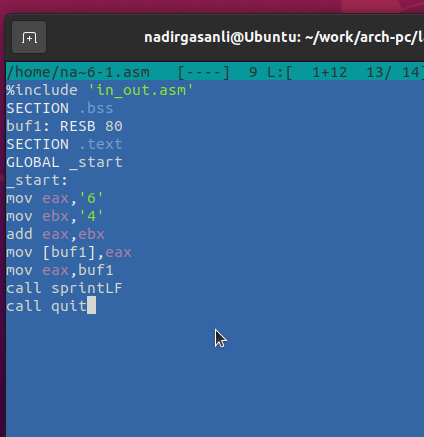 nadirgasanli@Ubuntu: ~/work/arch-pc/l
/home/na~6-1.asm   [----]  9 L:[  1+12  13/ 14]
%include 'in_out.asm'
SECTION .bss
buf1: RESB 80
SECTION .text
GLOBAL _start
_start:
mov eax,'6'
mov ebx,'4'
add eax,ebx
mov [buf1],eax
mov eax,buf1
call sprintLF
call quit